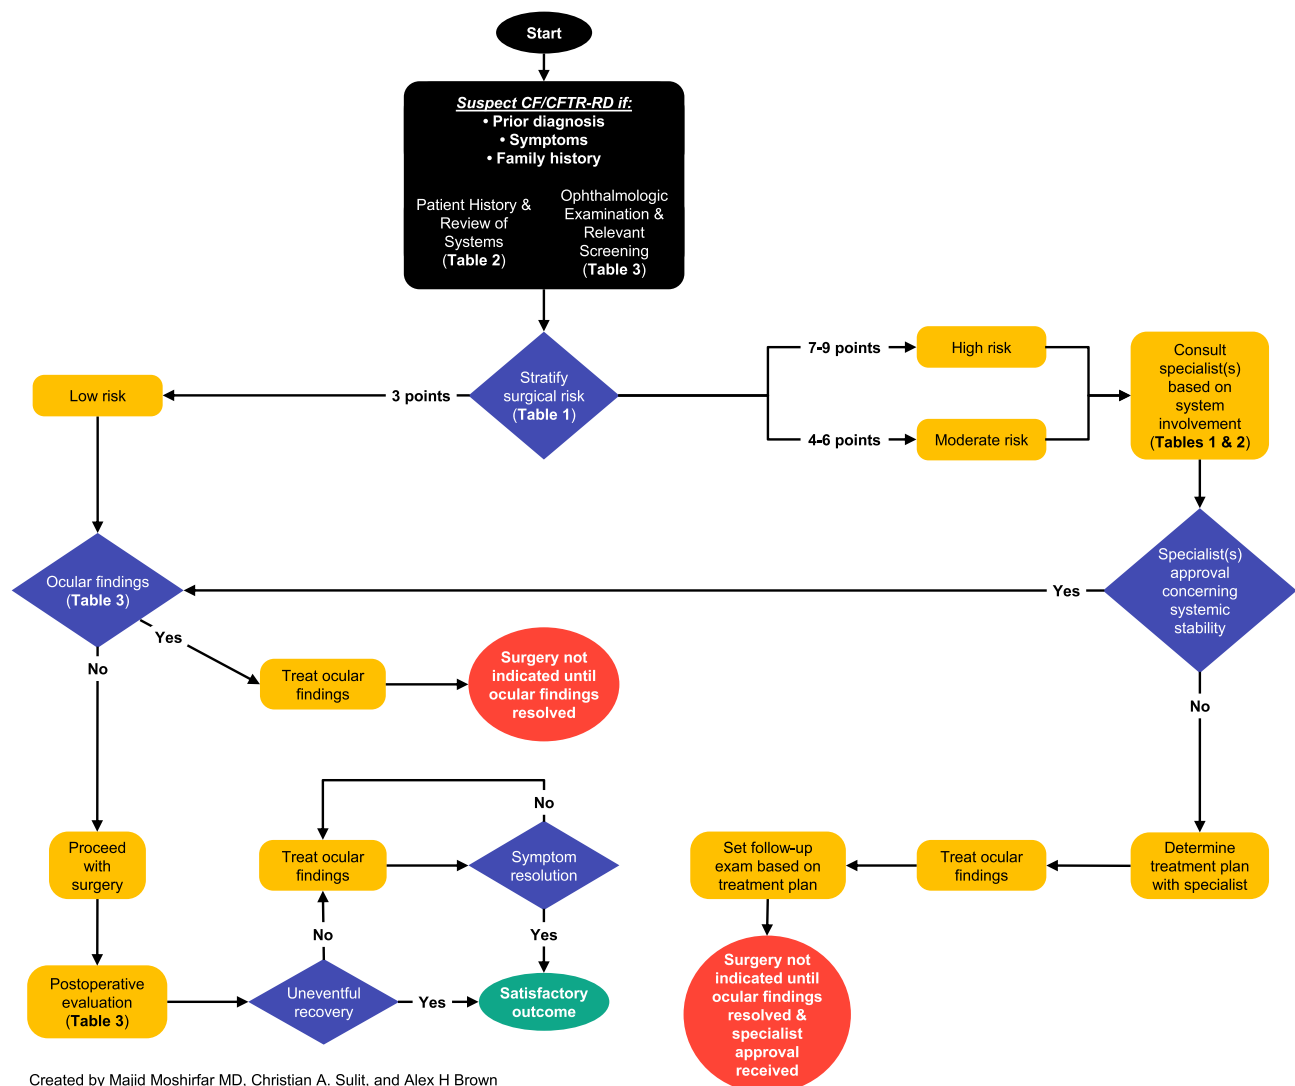 Start
Suspect CF/CFTR-RD if:
• Prior diagnosis
• Symptoms
• Family history
Patient History &
Review of
Systems
(Table 2)
Ophthalmologic
Examination &
Relevant
Screening
(Table 3)
Stratify
surgical risk
(Table 1)
3 points
Low risk
7-9 points
High risk
4-6 points
Moderate risk
Consult
specialist(s)
based on
system
involvement
(Tables 1 & 2)
Specialist(s)
approval
concerning
systemic
stability
Yes
No
Ocular findings
(Table 3)
Yes
No
Treat ocular
findings
Surgery not
indicated until
ocular findings
resolved
Proceed
with
surgery
Postoperative
evaluation
(Table 3)
Uneventful
recovery
No
Yes
Treat ocular
findings
Symptom
resolution
No
Yes
Satisfactory
outcome
Determine
treatment plan
with specialist
Treat ocular
findings
Set follow-up
exam based on
treatment plan
Surgery not
indicated until
ocular findings
resolved &
specialist
approval
received
Created by Majid Moshirfar MD, Christian A. Sulit, and Alex H Brown